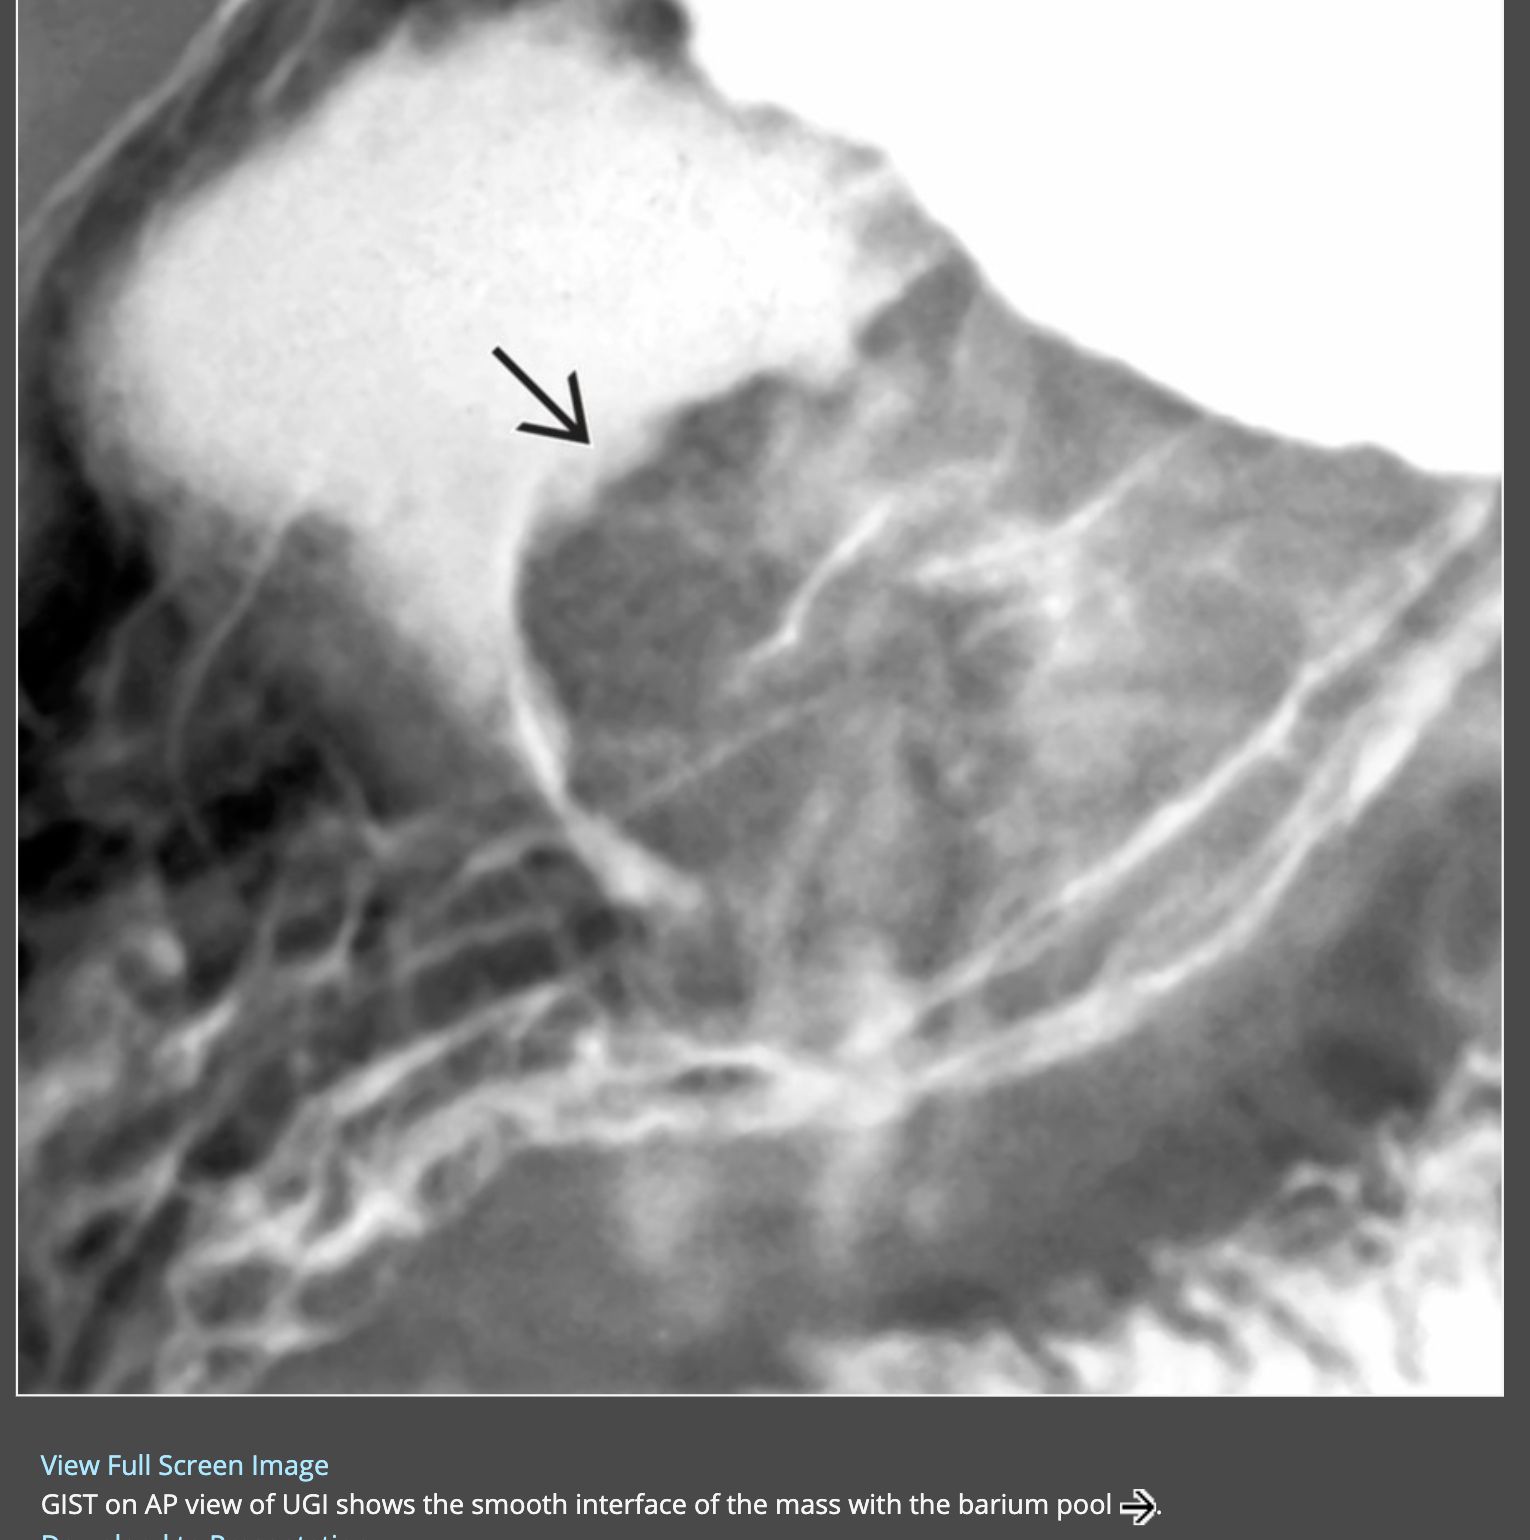 View Full Screen Image
GIST on AP view of UGI shows the smooth interface of the mass with the barium pool .